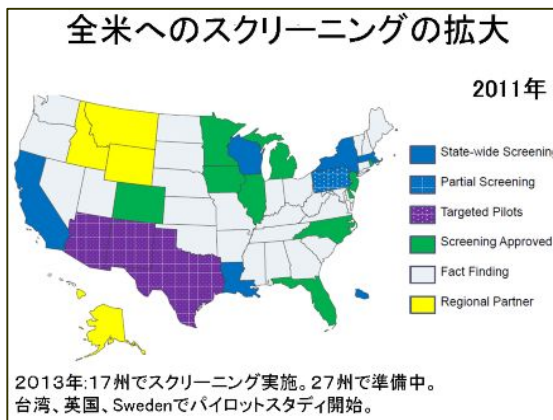 全米へのスクリーニングの拡大
2011年
State-wide Screening
Partial Screening
Targeted Pilots
Screening Approved
Fact Finding
Regional Partner
2013年:17州でスクリーニング実施。27州で準備中。
台湾、英国、Swedenでパイロットスタディ開始。